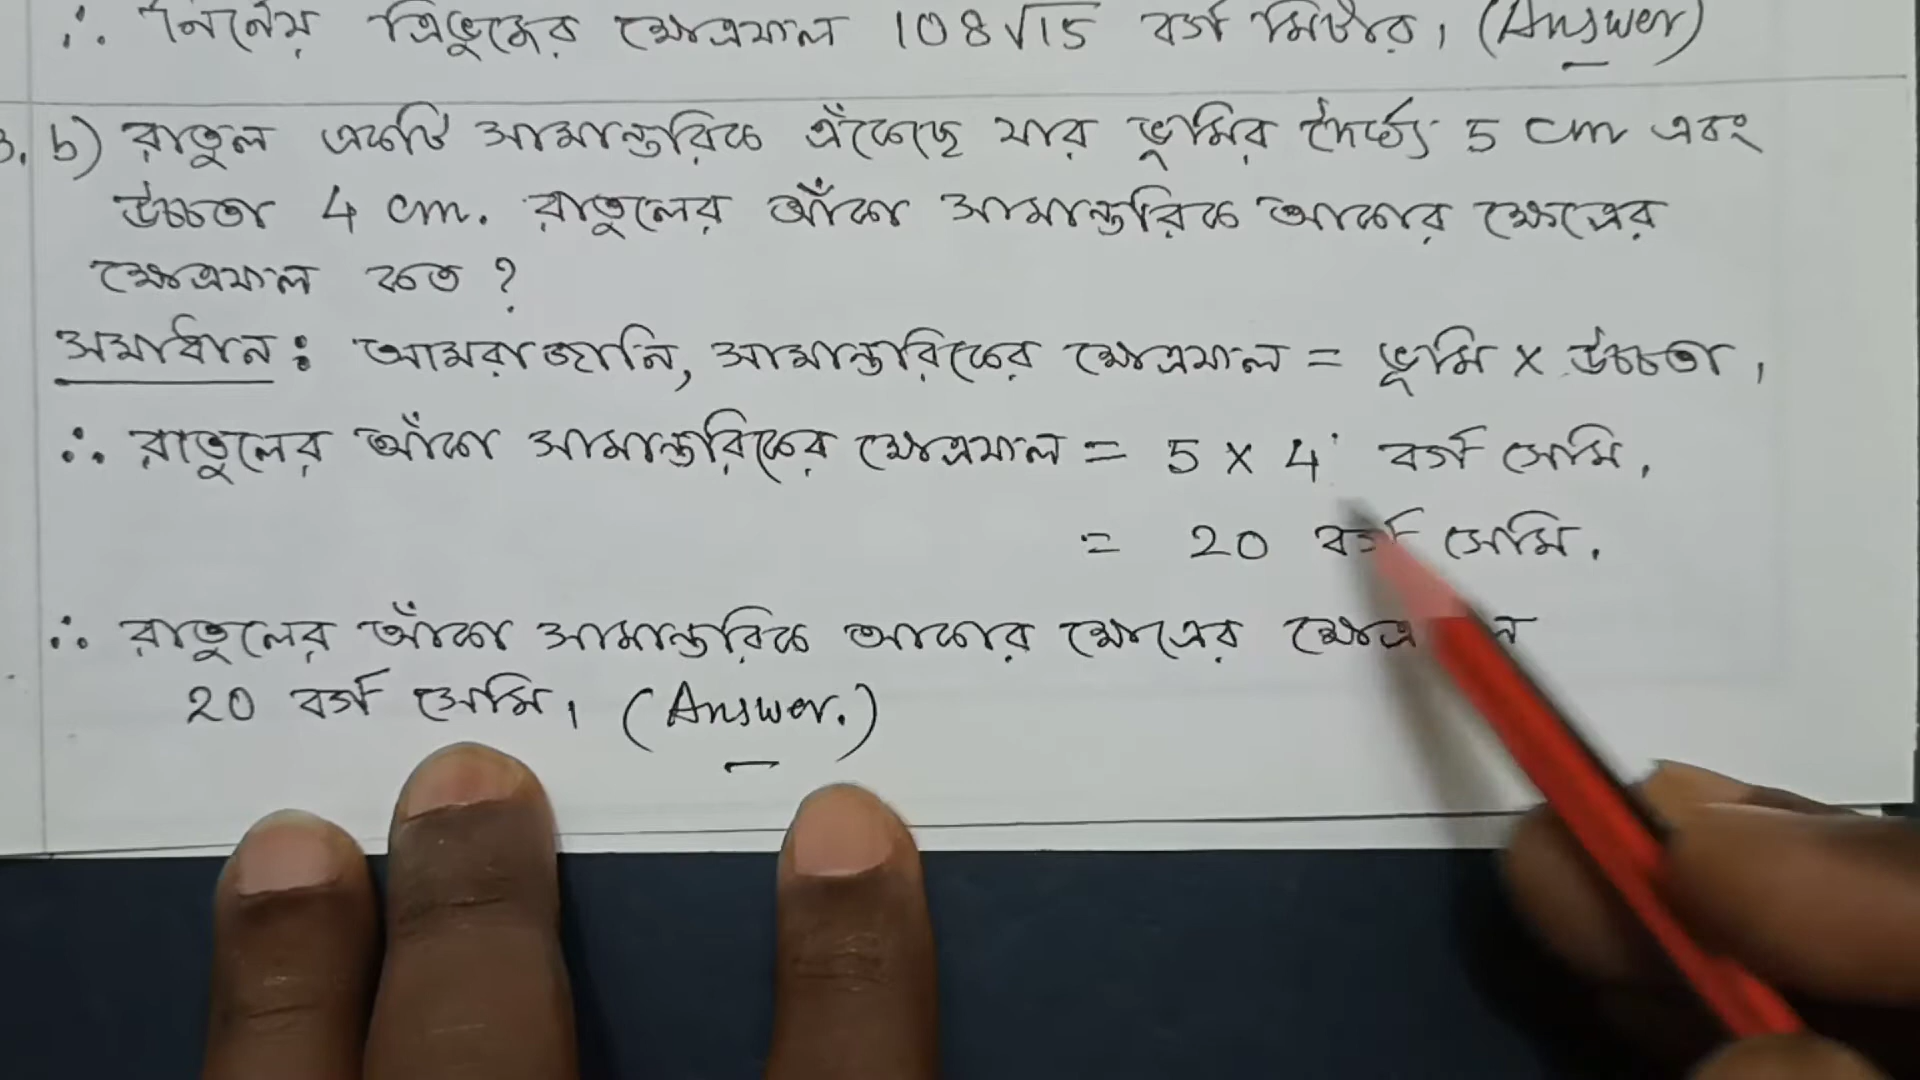 ∴ নির্ণেয় ত্রিভুজের ক্ষেত্রফল 108√15 বর্গ মিটার। (Answer)
3. b) রাতুল একটি সামান্তরিক এঁকেছে যার ভূমির দৈর্ঘ্য 5 cm এবং
উচ্চতা 4 cm. রাতুলের আঁকা সামান্তরিক আকার ক্ষেত্রের
ক্ষেত্রফল কত ?
সমাধান : আমরা জানি, সামান্তরিকের ক্ষেত্রফল = ভূমি × উচ্চতা।
∴ রাতুলের আঁকা সামান্তরিকের ক্ষেত্রফল = 5 × 4 বর্গ সেমি.
= 20 বর্গ সেমি.
∴ রাতুলের আঁকা সামান্তরিক আকার ক্ষেত্রের ক্ষেত্রফল
20 বর্গ সেমি। (Answer.)